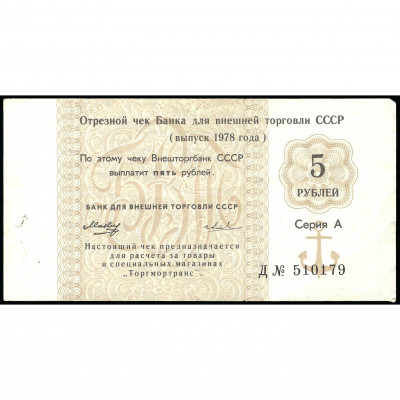 Отрезной чек Банка для внешней торговли СССР
(выпуск 1978 года)
По этому чеку Внешторгбанк СССР
выплатит пять рублей.
5
РУБЛЕЙ
БАНК ДЛЯ ВНЕШНЕЙ ТОРГОВЛИ СССР
Серия А
Настоящий чек предназначается
для расчета за товары
в специальных магазинах
"Торгмортранс".
Д № 510179